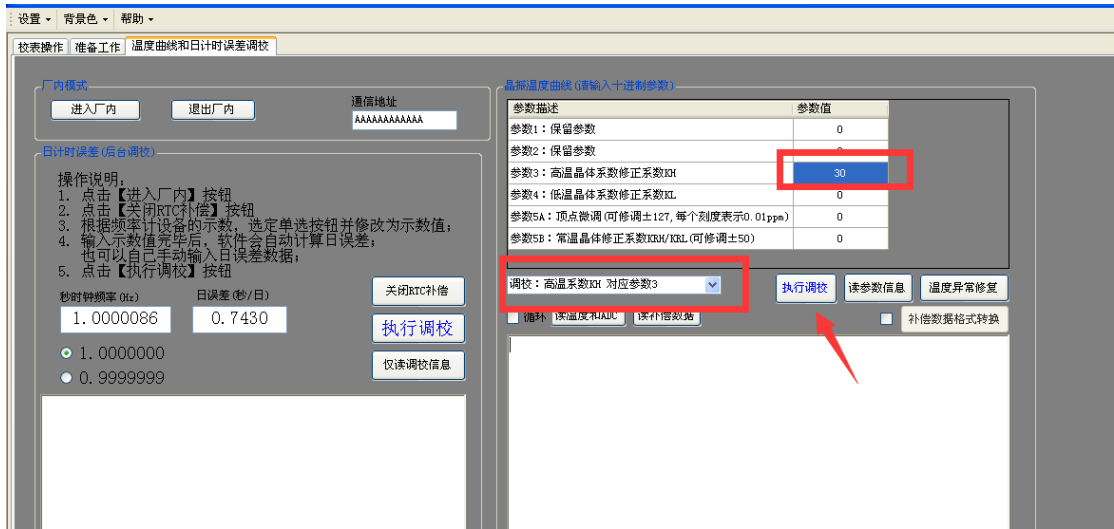 设置 背景色 帮助
校表操作 准备工作 温度曲线和日计时误差调校
厂内模式
进入厂内 退出厂内
通信地址
AAAAAAAAAAAA
日计时误差(后台调校)
操作说明:
1. 点击【进入厂内】按钮
2. 点击【关闭RTC补偿】按钮
3. 根据频率计设备的示数, 选定单选按钮并修改为示数值;
4. 输入示数值完毕后, 软件会自动计算日误差;
也可以自己手动输入日误差数据;
5. 点击【执行调校】按钮
秒时钟频率(Hz) 日误差(秒/日) 关闭RTC补偿
1.0000086 0.7430 执行调校
1.0000000
0.9999999
仅读调校信息
晶振温度曲线(请输入十进制参数)
参数描述 参数值
参数1:保留参数 0
参数2:保留参数
参数3:高温晶体系数修正系数KH 30
参数4:低温晶体系数修正系数KL 0
参数5A:顶点微调(可修调±127,每个刻度表示0.01ppm) 0
参数5B:常温晶体修正系数KRH/KRL(可修调±50) 0
调校:高温系数KH 对应参数3 执行调校 读参数信息 温度异常修复
循环 读温度和ADC 读补偿数据 补偿数据格式转换